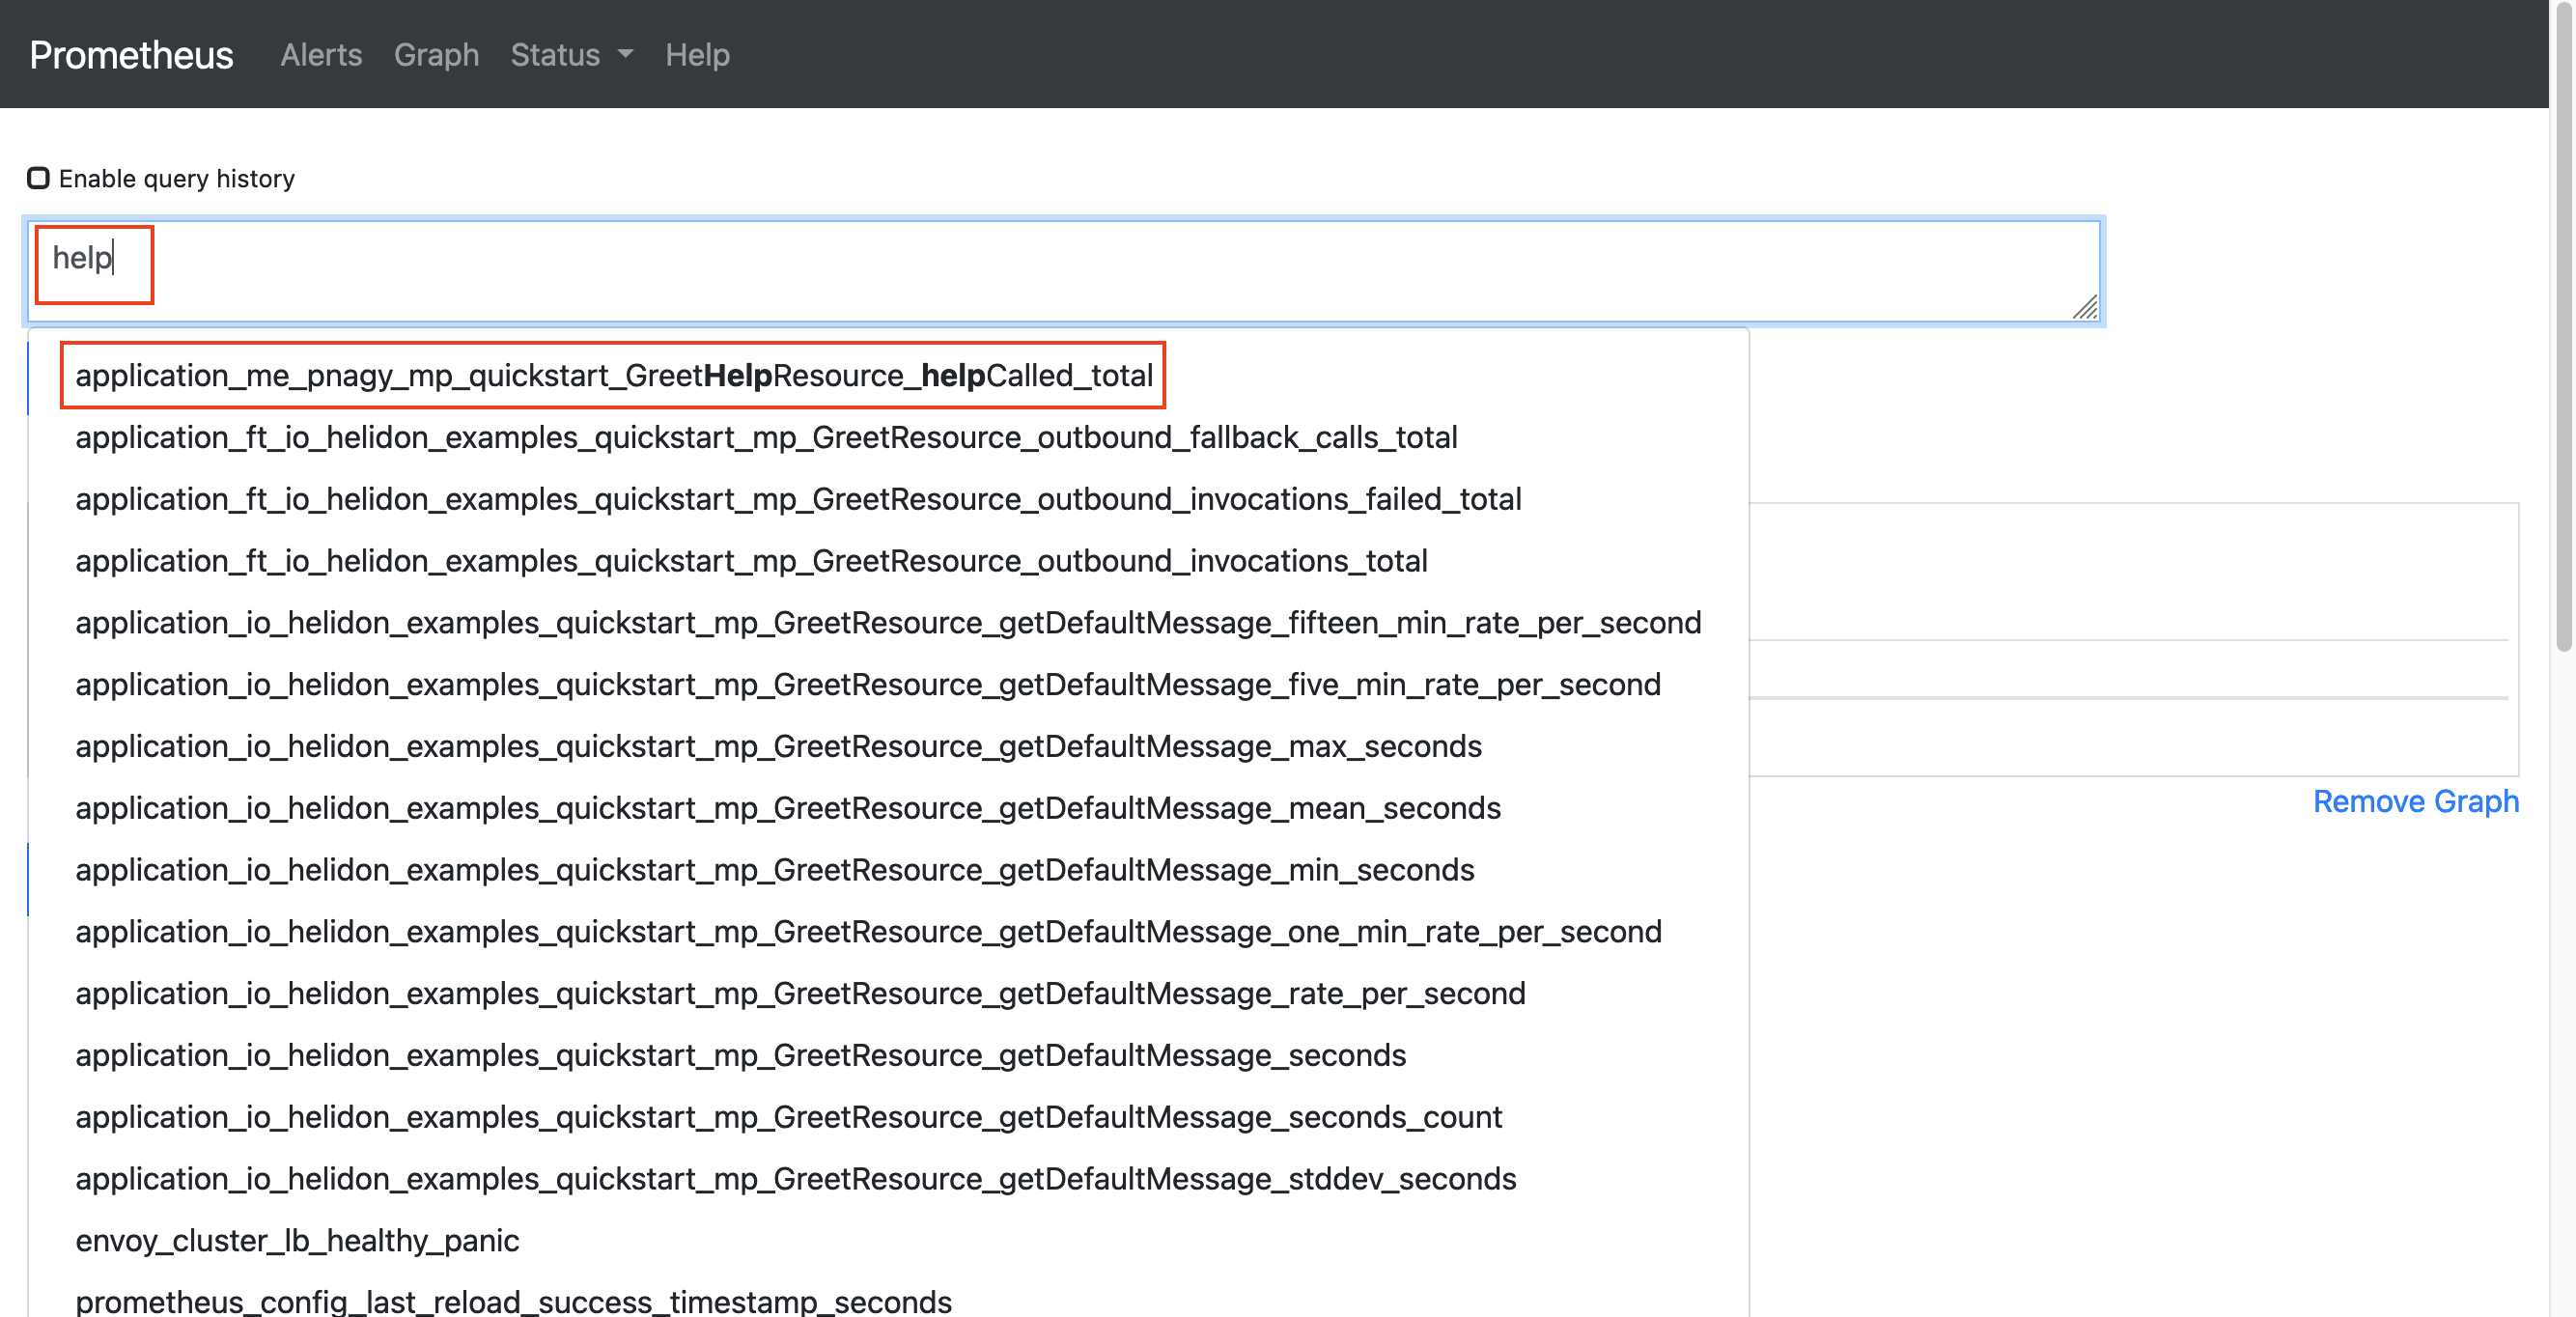 Prometheus Alerts Graph Status Help
Enable query history
help
application_me_pnagy_mp_quickstart_GreetHelpResource_helpCalled_total
application_ft_io_helidon_examples_quickstart_mp_GreetResource_outbound_fallback_calls_total
application_ft_io_helidon_examples_quickstart_mp_GreetResource_outbound_invocations_failed_total
application_ft_io_helidon_examples_quickstart_mp_GreetResource_outbound_invocations_total
application_io_helidon_examples_quickstart_mp_GreetResource_getDefaultMessage_fifteen_min_rate_per_second
application_io_helidon_examples_quickstart_mp_GreetResource_getDefaultMessage_five_min_rate_per_second
application_io_helidon_examples_quickstart_mp_GreetResource_getDefaultMessage_max_seconds
application_io_helidon_examples_quickstart_mp_GreetResource_getDefaultMessage_mean_seconds
Remove Graph
application_io_helidon_examples_quickstart_mp_GreetResource_getDefaultMessage_min_seconds
application_io_helidon_examples_quickstart_mp_GreetResource_getDefaultMessage_one_min_rate_per_second
application_io_helidon_examples_quickstart_mp_GreetResource_getDefaultMessage_rate_per_second
application_io_helidon_examples_quickstart_mp_GreetResource_getDefaultMessage_seconds
application_io_helidon_examples_quickstart_mp_GreetResource_getDefaultMessage_seconds_count
application_io_helidon_examples_quickstart_mp_GreetResource_getDefaultMessage_stddev_seconds
envoy_cluster_lb_healthy_panic
prometheus_config_last_reload_success_timestamp_seconds